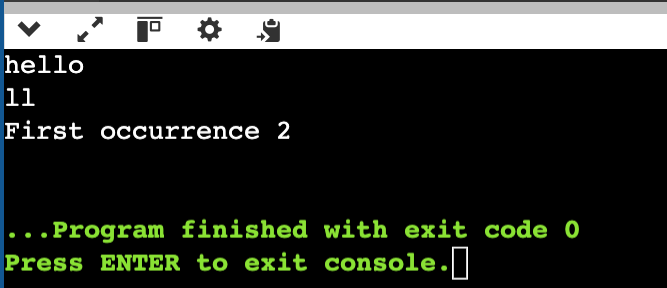 hello
ll
First occurrence 2
...Program finished with exit code 0
Press ENTER to exit console.